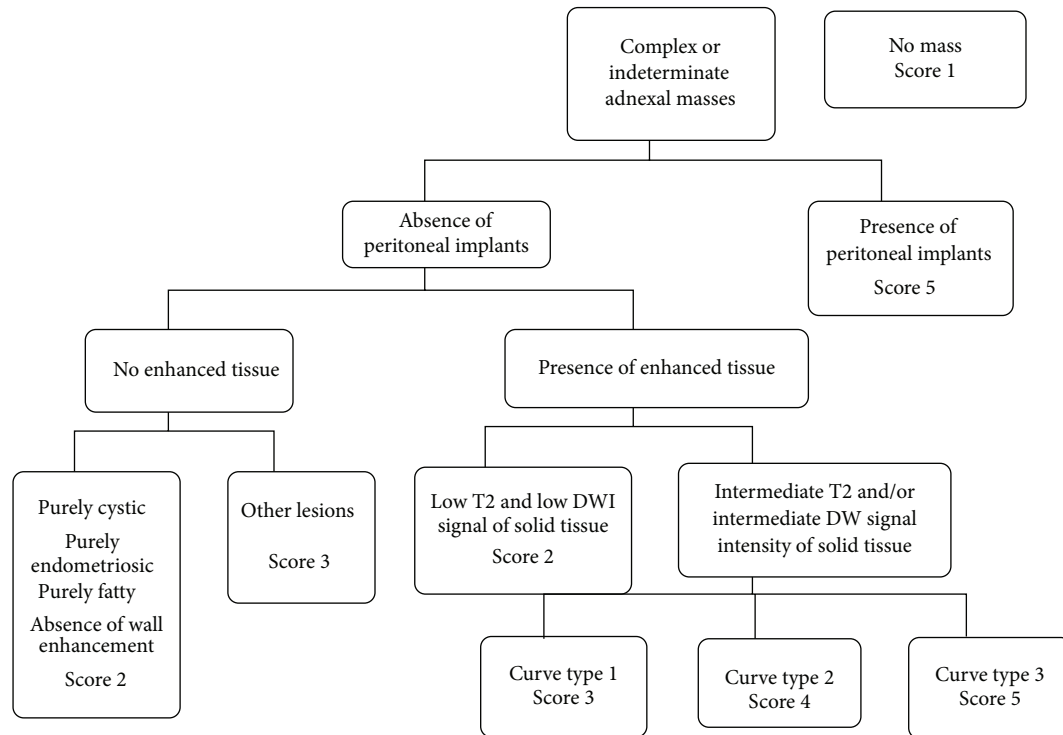 Complex or
indeterminate
adnexal masses
No mass
Score 1
Absence of
peritoneal implants
Presence of
peritoneal implants
Score 5
No enhanced tissue
Presence of enhanced tissue
Purely cystic
Purely
endometriosic
Purely fatty
Absence of wall
enhancement
Score 2
Other lesions
Score 3
Low T2 and low DWI
signal of solid tissue
Score 2
Intermediate T2 and/or
intermediate DW signal
intensity of solid tissue
Curve type 1
Score 3
Curve type 2
Score 4
Curve type 3
Score 5